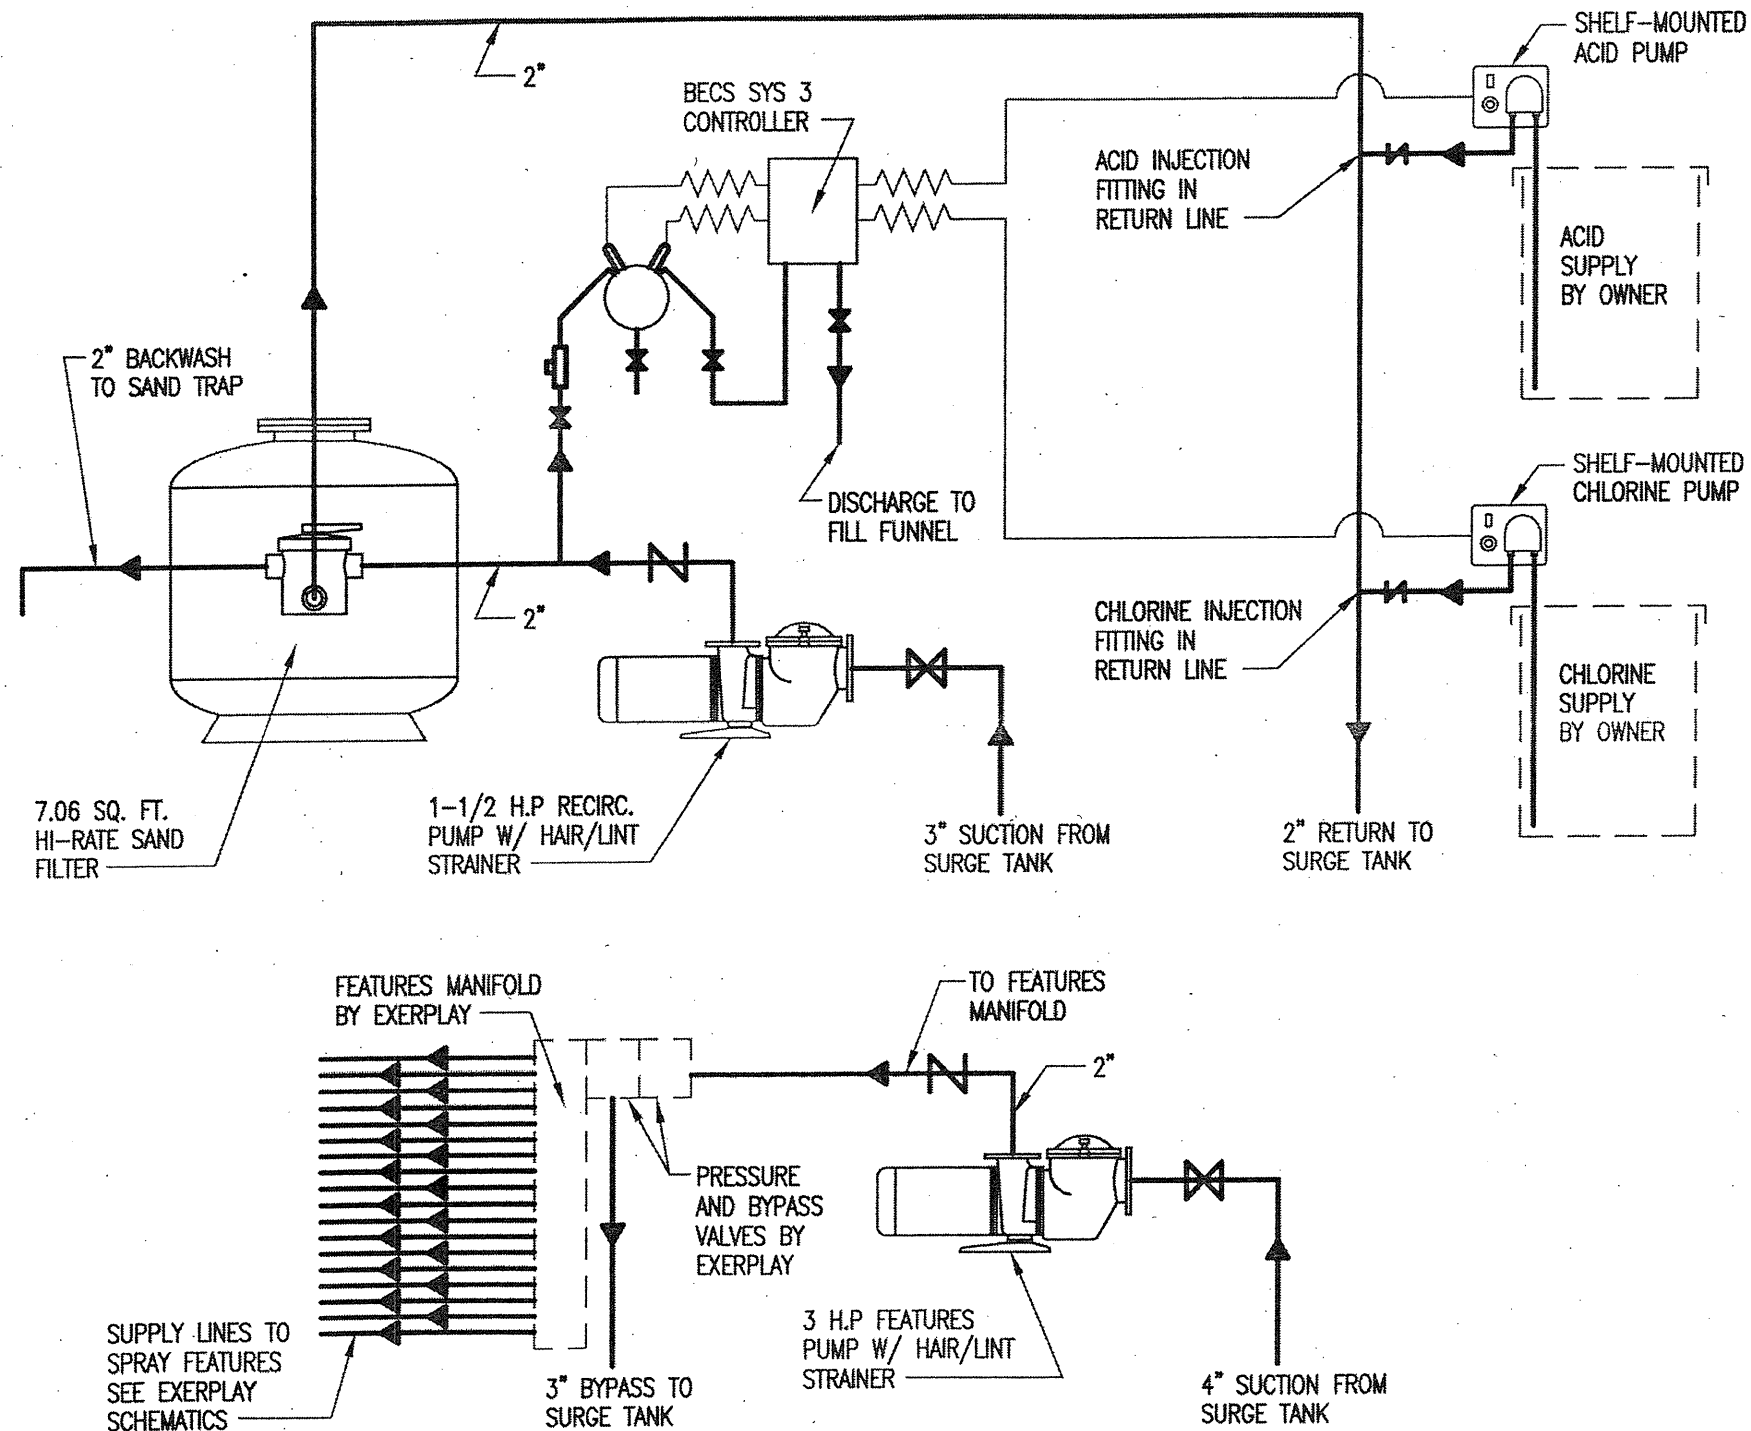 SHELF-MOUNTED
ACID PUMP
2"
BECS SYS 3
CONTROLLER
ACID INJECTION
FITTING IN
RETURN LINE
ACID
SUPPLY
BY OWNER
2" BACKWASH
TO SAND TRAP
DISCHARGE TO
FILL FUNNEL
SHELF-MOUNTED
CHLORINE PUMP
2"
CHLORINE INJECTION
FITTING IN
RETURN LINE
CHLORINE
SUPPLY
BY OWNER
7.06 SQ. FT.
HI-RATE SAND
FILTER
1-1/2 H.P RECIRC.
PUMP W/ HAIR/LINT
STRAINER
3" SUCTION FROM
SURGE TANK
2" RETURN TO
SURGE TANK
FEATURES MANIFOLD
BY EXERPLAY
TO FEATURES
MANIFOLD
2"
PRESSURE
AND BYPASS
VALVES BY
EXERPLAY
SUPPLY LINES TO
SPRAY FEATURES
SEE EXERPLAY
SCHEMATICS
3" BYPASS TO
SURGE TANK
3 H.P FEATURES
PUMP W/ HAIR/LINT
STRAINER
4" SUCTION FROM
SURGE TANK